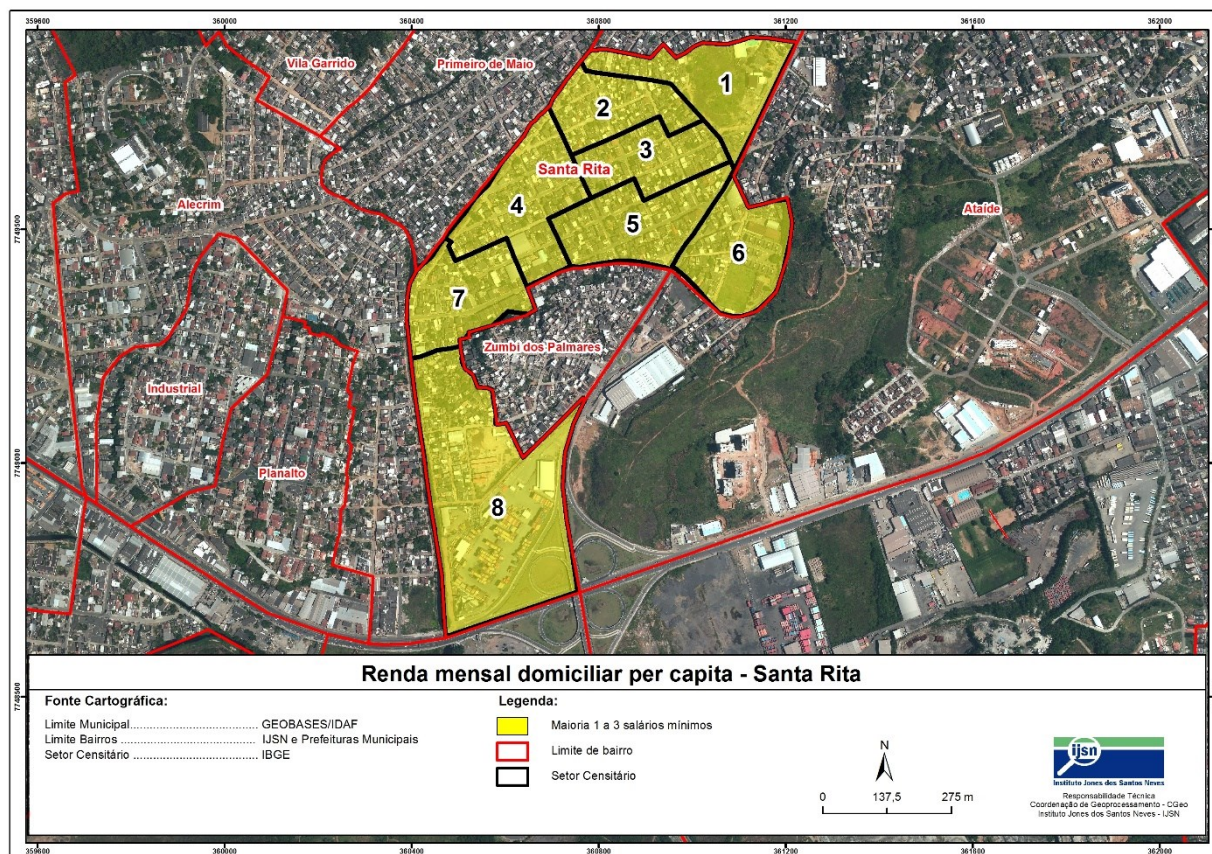 359600
360000
360400
360800
361200
361600
362000
Vila Garrido
Primeiro de Maio
1
2
3
Santa Rita
Alecrim
4
Ataíde
7749500
5
6
7
Zumbi dos Palmares
Industrial
7749000
Planalto
8
7748500
Renda mensal domiciliar per capita - Santa Rita
Fonte Cartográfica:
Limite Municipal.................................... GEOBASES/IDAF
Limite Bairros ....................................... IJSN e Prefeituras Municipais
Setor Censitário ..................................... IBGE
Legenda:
Maioria 1 a 3 salários mínimos
Limite de bairro
Setor Censitário
N
0 137,5 275 m
ijsn
Instituto Jones dos Santos Neves
Responsabilidade Técnica
Coordenação de Geoprocessamento - CGeo
Instituto Jones dos Santos Neves - IJSN
359600
360000
360400
360800
361200
361600
362000